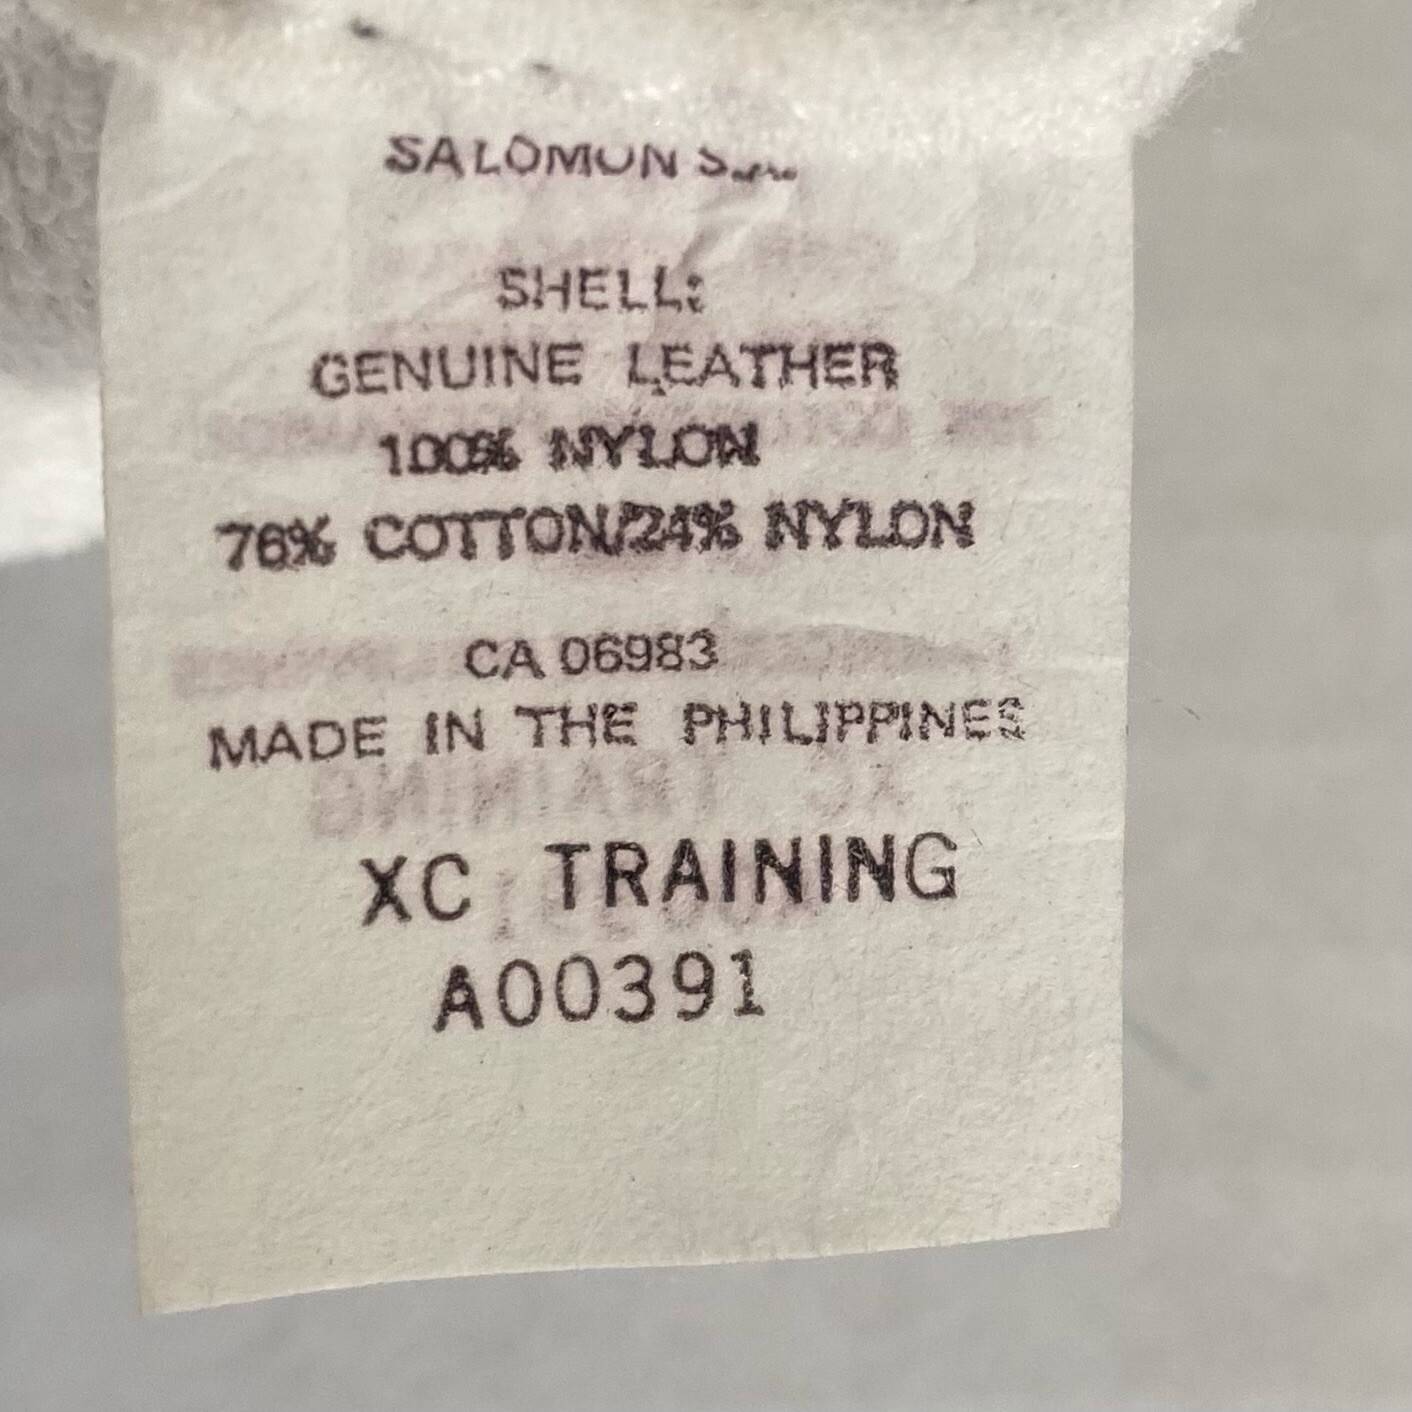 SALOMON
SHELL:
GENUINE LEATHER
100% NYLON
76% COTTON/24% NYLON
CA 06983
MADE IN THE PHILIPPINES
XC TRAINING
A00391